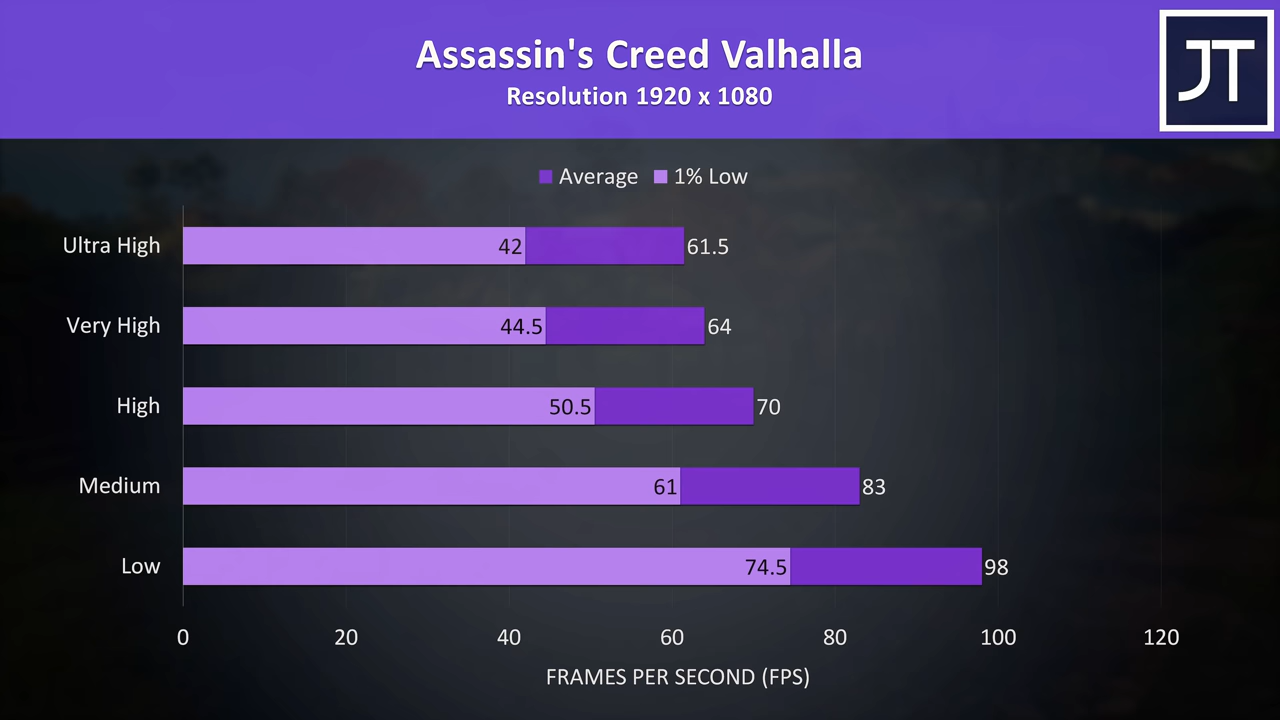 Assassin's Creed Valhalla
Resolution 1920 x 1080
JT
Average 1% Low
Ultra High 42 61.5
Very High 44.5 64
High 50.5 70
Medium 61 83
Low 74.5 98
0 20 40 60 80 100 120
FRAMES PER SECOND (FPS)